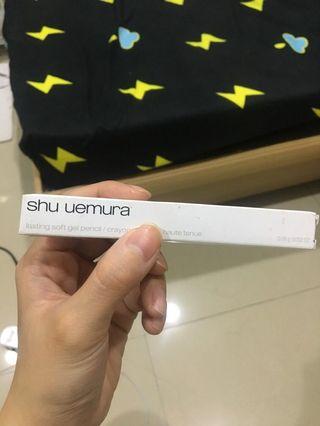 shu uemura
lasting soft gel pencil / crayon haute tenue